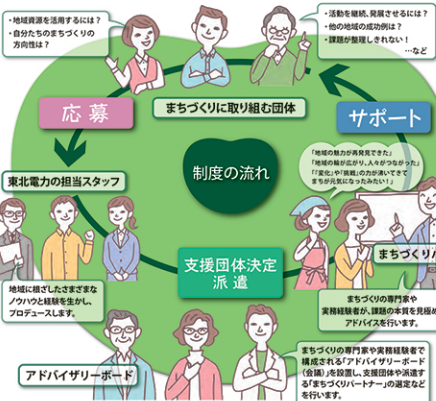 ・地域資源を活用するには？
・自分たちのまちづくりの
方向性は？
・活動を継続、発展させるには？
・他の地域の成功例は？
・課題が整理しきれない！
…など
応募
まちづくりに取り組む団体
サポート
「地域の魅力が再発見できた」
「地域の輪が広がり、人々がつながった」
「「変化」や「挑戦」の力が湧いてきて
まちが元気になったみたい！」
制度の流れ
東北電力の担当スタッフ
まちづくりパ
支援団体決定
派遣
地域に根ざしたさまざまな
ノウハウと経験を生かし、
プロデュースします。
まちづくりの専門家や
実務経験者が、課題の本質を見極め
アドバイスを行います。
アドバイザリーボード
まちづくりの専門家や実務経験者で
構成される「アドバイザリーボード
（会議）」を設置し、支援団体や派遣す
る「まちづくりパートナー」の選定など
を行います。